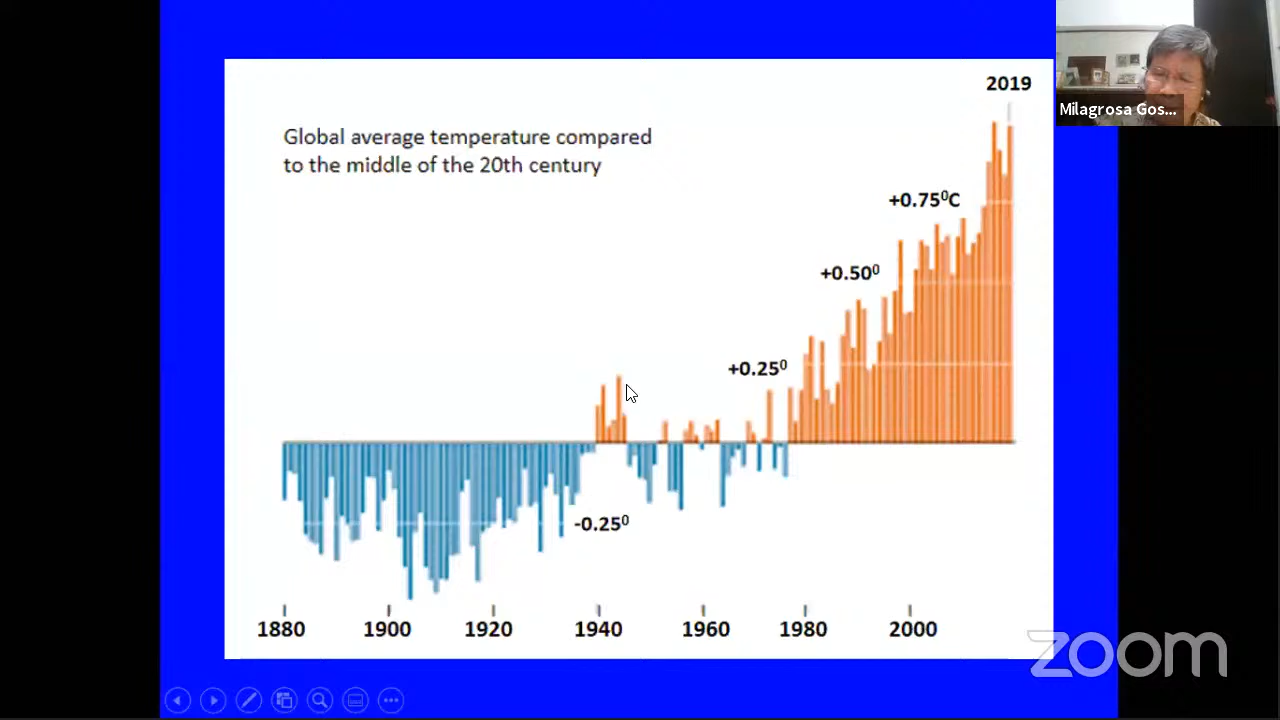 2019
Milagrosa Gos...
Global average temperature compared
to the middle of the 20th century
+0.75⁰C
+0.50⁰
+0.25⁰
-0.25⁰
1880 1900 1920 1940 1960 1980 2000
zoom